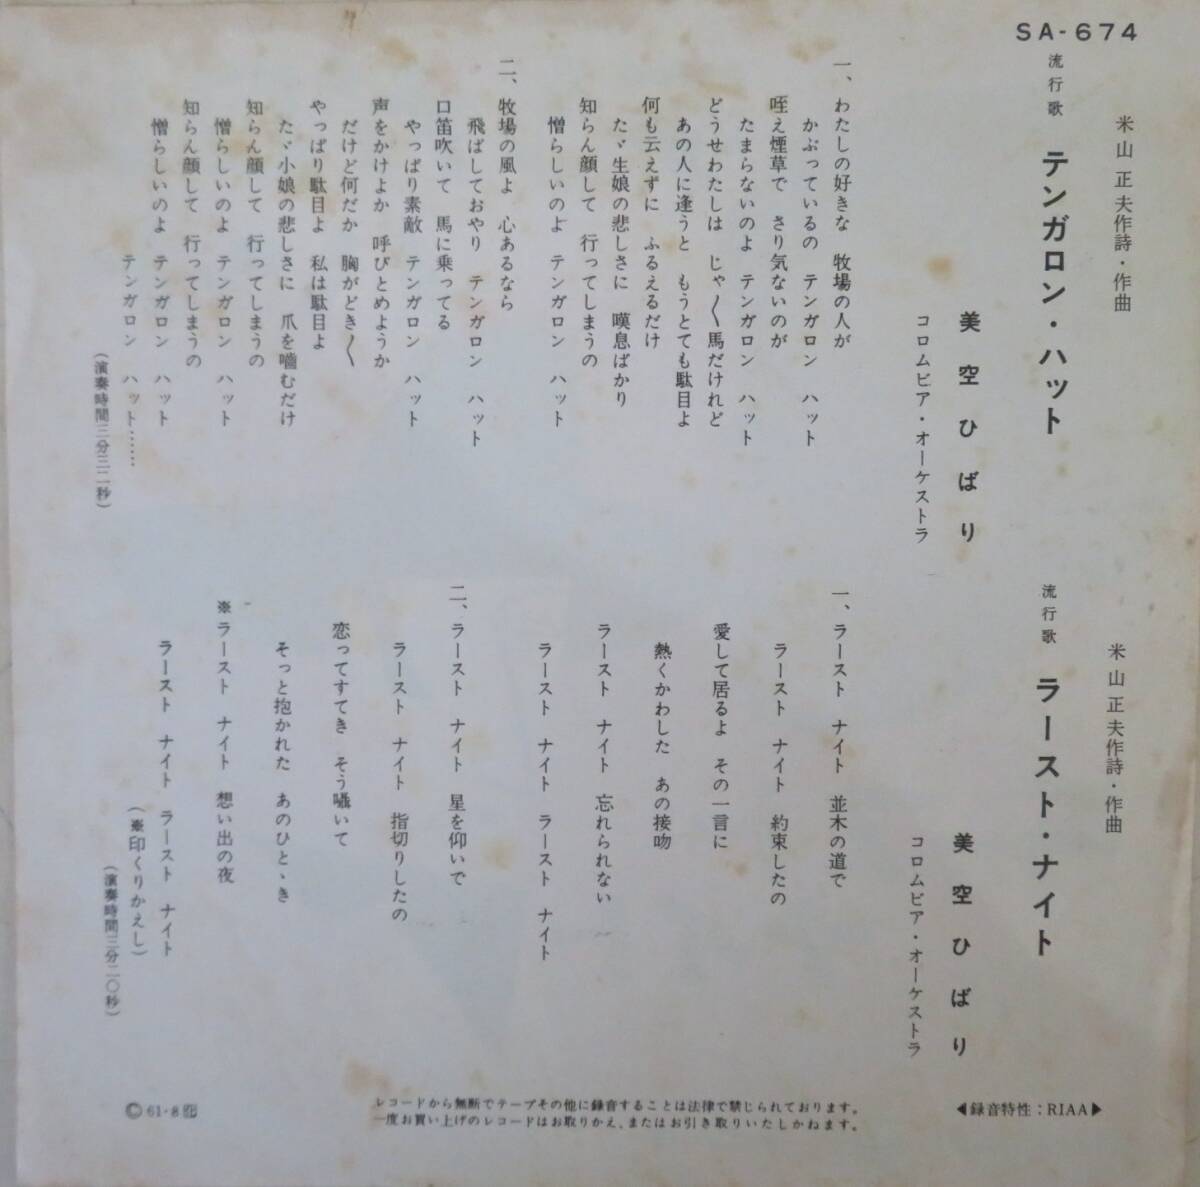 SA-674
米山正夫作詩・作曲
流行歌 テンガロン・ハット
美空ひばり
コロムビア・オーケストラ
一、わたしの好きな 牧場の人が
かぶっているの テンガロン ハット
咥え煙草で さり気ないのが
たまらないのよ テンガロン ハット
どうせわたしは じゃ〳〵馬だけれど
あの人に逢うと もうとても駄目よ
何も云えずに ふるえるだけ
たゞ生娘の悲しさに 嘆息ばかり
知らん顔して 行ってしまうの
憎らしいのよ テンガロン ハット
二、牧場の風よ 心あるなら
飛ばしておやり テンガロン ハット
口笛吹いて 馬に乗ってる
やっぱり素敵 テンガロン ハット
声をかけよか 呼びとめようか
だけど何だか 胸がどき〳〵
やっぱり駄目よ 私は駄目よ
たゞ小娘の悲しさに 爪を噛むだけ
知らん顔して 行ってしまうの
憎らしいのよ テンガロン ハット
知らん顔して 行ってしまうの
憎らしいのよ テンガロン ハット
テンガロン ハット……
(演奏時間三分三二秒)
米山正夫作詩・作曲
流行歌 ラースト・ナイト
美空ひばり
コロムビア・オーケストラ
一、ラースト ナイト 並木の道で
ラースト ナイト 約束したの
愛して居るよ その一言に
熱くかわした あの接吻
ラースト ナイト 忘れられない
ラースト ナイト ラースト ナイト
二、ラースト ナイト 星を仰いで
ラースト ナイト 指切りしたの
恋ってすてき そう囁いて
そっと抱かれた あのひとゝき
※ラースト ナイト 想い出の夜
ラースト ナイト ラースト ナイト
(※印くりかえし)
(演奏時間三分二〇秒)
◀録音特性：RIAA▶
レコードから無断でテープその他に録音することは法律で禁じられております。
一度お買い上げのレコードはお取りかえ、またはお引き取りいたしかねます。
©61・8